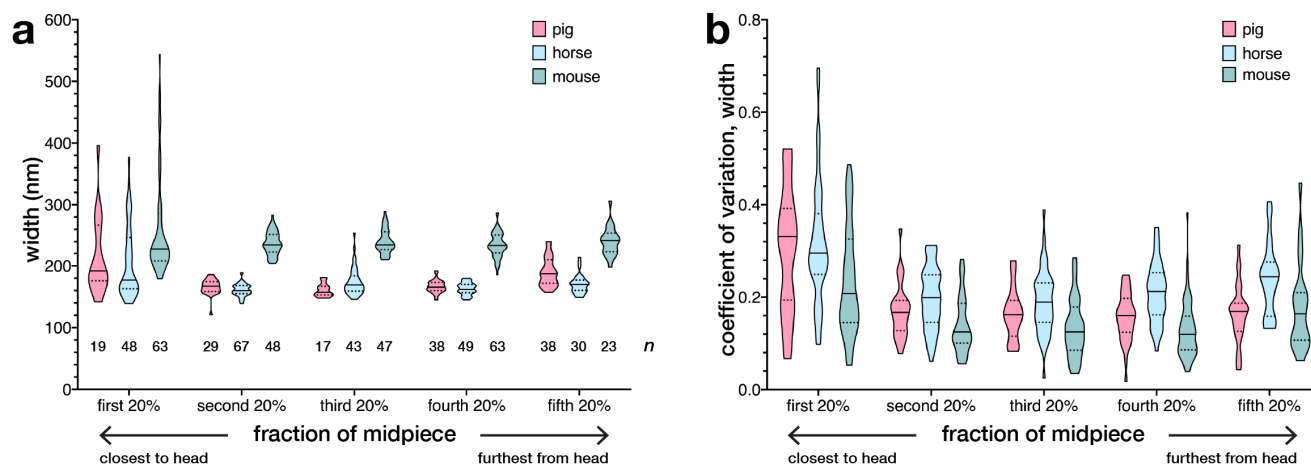 a
600
500
400
300
200
100
0
width (nm)
pig
horse
mouse
19 48 63 29 67 48 17 43 47 38 49 63 38 30 23 n
first 20% second 20% third 20% fourth 20% fifth 20%
fraction of midpiece
closest to head furthest from head
b
0.8
0.6
0.4
0.2
0.0
coefficient of variation, width
pig
horse
mouse
first 20% second 20% third 20% fourth 20% fifth 20%
fraction of midpiece
closest to head furthest from head